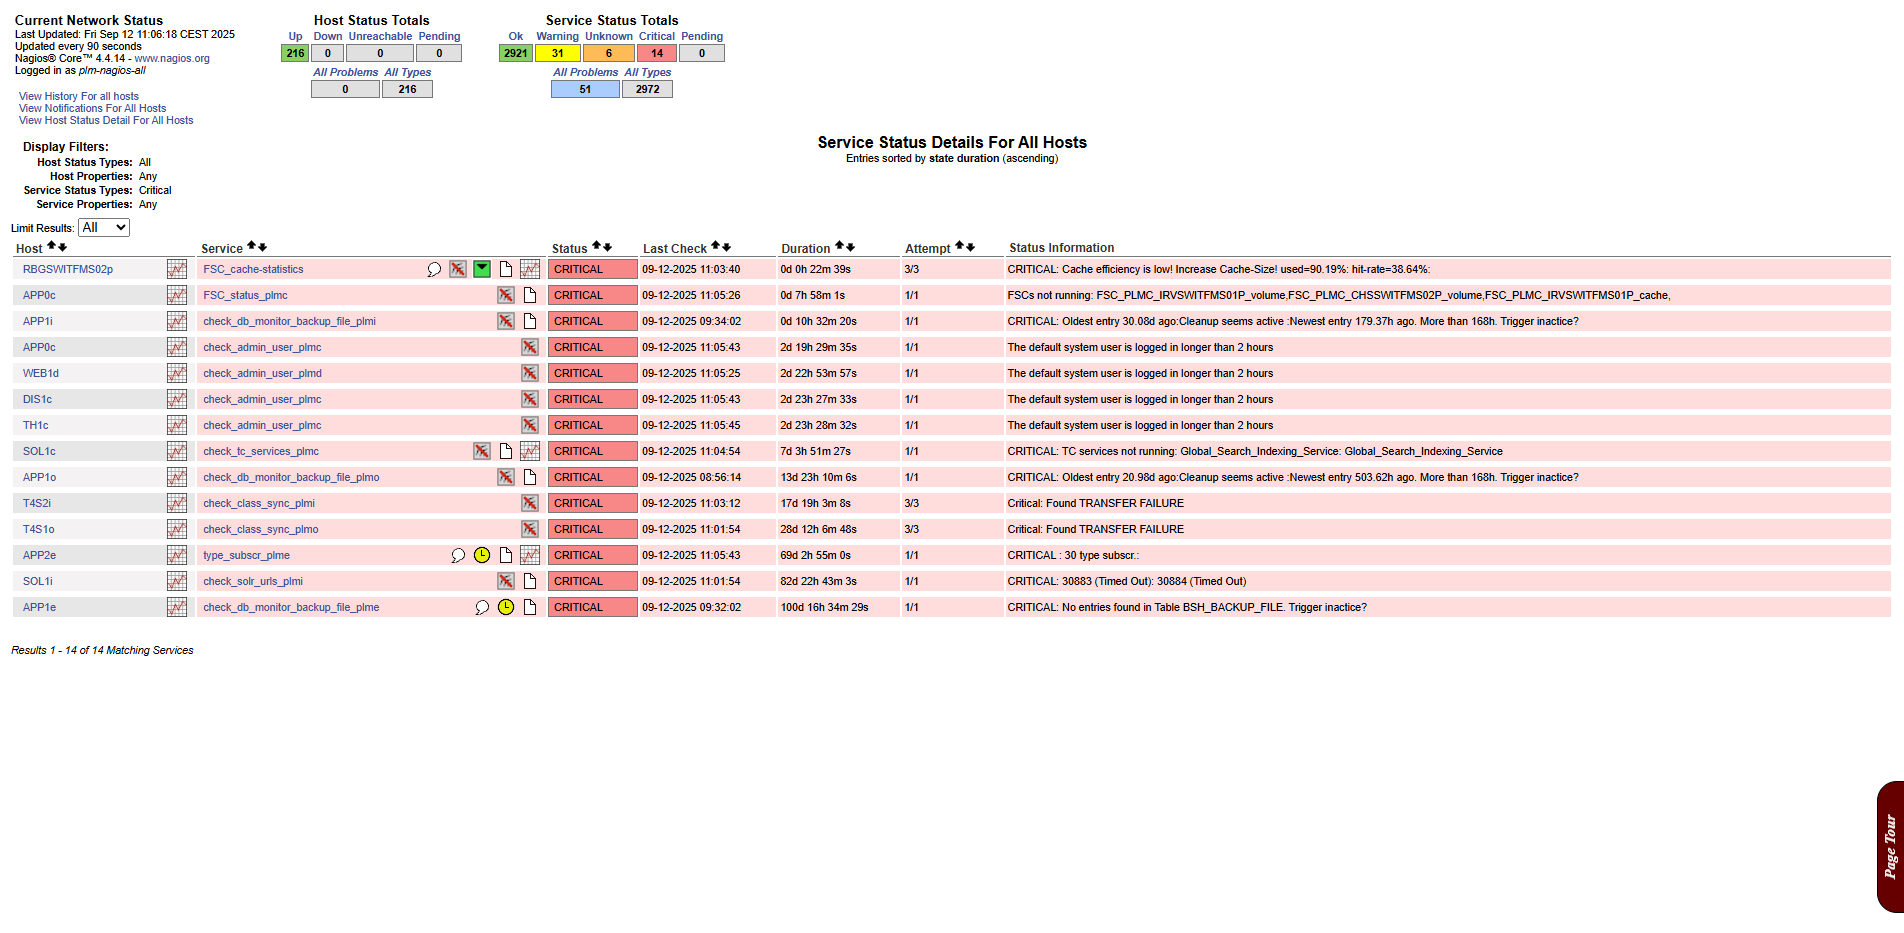 Current Network Status
Last Updated: Fri Sep 12 11:06:18 CEST 2025
Updated every 90 seconds
Nagios® Core™ 4.4.14 - www.nagios.org
Logged in as plm-nagios-all
View History For all hosts
View Notifications For All Hosts
View Host Status Detail For All Hosts
Host Status Totals
Up Down Unreachable Pending
216 0 0 0
All Problems All Types
0 216
Service Status Totals
Ok Warning Unknown Critical Pending
2921 31 6 14 0
All Problems All Types
51 2972
Display Filters:
Host Status Types: All
Host Properties: Any
Service Status Types: Critical
Service Properties: Any
Service Status Details For All Hosts
Entries sorted by state duration (ascending)
Limit Results: All
Host Service Status Last Check Duration Attempt Status Information
RBGSWITFMS02p FSC_cache-statistics CRITICAL 09-12-2025 11:03:40 0d 0h 22m 39s 3/3 CRITICAL: Cache efficiency is low! Increase Cache-Size! used=90.19%: hit-rate=38.64%:
APP0c FSC_status_plmc CRITICAL 09-12-2025 11:05:26 0d 7h 58m 1s 1/1 FSCs not running: FSC_PLMC_IRVSWITFMS01P_volume,FSC_PLMC_CHSSWITFMS02P_volume,FSC_PLMC_IRVSWITFMS01P_cache,
APP1i check_db_monitor_backup_file_plmi CRITICAL 09-12-2025 09:34:02 0d 10h 32m 20s 1/1 CRITICAL: Oldest entry 30.08d ago:Cleanup seems active :Newest entry 179.37h ago. More than 168h. Trigger inactice?
APP0c check_admin_user_plmc CRITICAL 09-12-2025 11:05:43 2d 19h 29m 35s 1/1 The default system user is logged in longer than 2 hours
WEB1d check_admin_user_plmd CRITICAL 09-12-2025 11:05:25 2d 22h 53m 57s 1/1 The default system user is logged in longer than 2 hours
DIS1c check_admin_user_plmc CRITICAL 09-12-2025 11:05:43 2d 23h 27m 33s 1/1 The default system user is logged in longer than 2 hours
TH1c check_admin_user_plmc CRITICAL 09-12-2025 11:05:45 2d 23h 28m 32s 1/1 The default system user is logged in longer than 2 hours
SOL1c check_tc_services_plmc CRITICAL 09-12-2025 11:04:54 7d 3h 51m 27s 1/1 CRITICAL: TC services not running: Global_Search_Indexing_Service: Global_Search_Indexing_Service
APP1o check_db_monitor_backup_file_plmo CRITICAL 09-12-2025 08:56:14 13d 23h 10m 6s 1/1 CRITICAL: Oldest entry 20.98d ago:Cleanup seems active :Newest entry 503.62h ago. More than 168h. Trigger inactice?
T4S2i check_class_sync_plmi CRITICAL 09-12-2025 11:03:12 17d 19h 3m 8s 3/3 Critical: Found TRANSFER FAILURE
T4S1o check_class_sync_plmo CRITICAL 09-12-2025 11:01:54 28d 12h 6m 48s 3/3 Critical: Found TRANSFER FAILURE
APP2e type_subscr_plme CRITICAL 09-12-2025 11:05:43 69d 2h 55m 0s 1/1 CRITICAL : 30 type subscr.:
SOL1i check_solr_urls_plmi CRITICAL 09-12-2025 11:01:54 82d 22h 43m 3s 1/1 CRITICAL: 30883 (Timed Out): 30884 (Timed Out)
APP1e check_db_monitor_backup_file_plme CRITICAL 09-12-2025 09:32:02 100d 16h 34m 29s 1/1 CRITICAL: No entries found in Table BSH_BACKUP_FILE. Trigger inactice?
Results 1 - 14 of 14 Matching Services
Page Tour